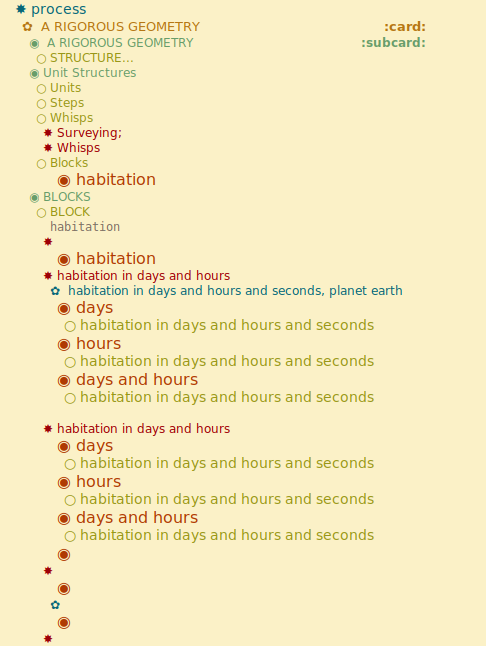 process
A RIGOROUS GEOMETRY :card:
A RIGOROUS GEOMETRY :subcard:
STRUCTURE...
Unit Structures
Units
Steps
Whisps
Surveying;
Whisps
Blocks
habitation
BLOCKS
BLOCK
habitation
habitation
habitation in days and hours
habitation in days and hours and seconds, planet earth
days
habitation in days and hours and seconds
hours
habitation in days and hours and seconds
days and hours
habitation in days and hours and seconds
habitation in days and hours
days
habitation in days and hours and seconds
hours
habitation in days and hours and seconds
days and hours
habitation in days and hours and seconds